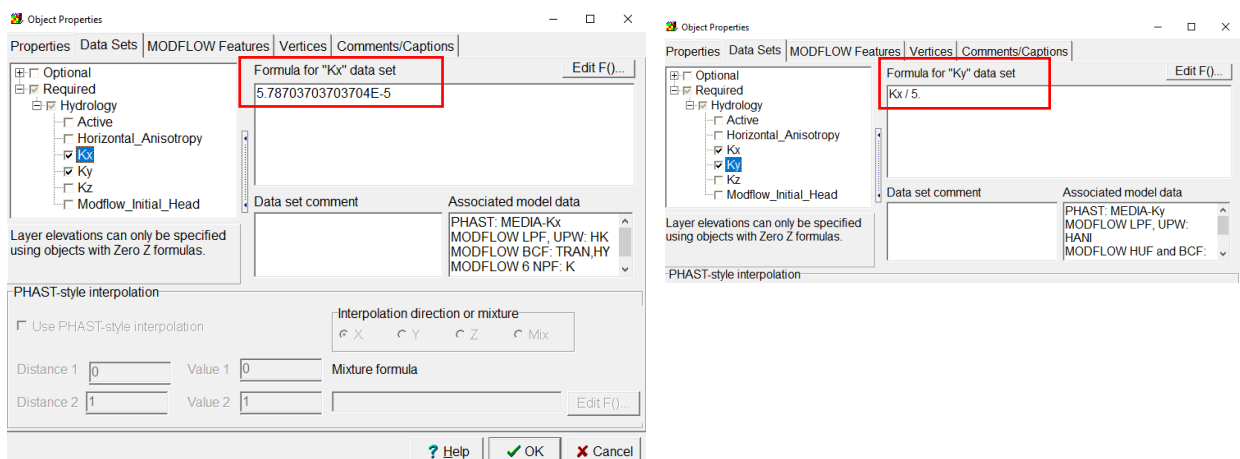 Object Properties
Properties Data Sets MODFLOW Features Vertices Comments/Captions
Optional
Required
Hydrology
Active
Horizontal_Anisotropy
Kx
Ky
Kz
Modflow_Initial_Head
Layer elevations can only be specified
using objects with Zero Z formulas.
Formula for "Kx" data set
Edit F()...
5.78703703703704E-5
Data set comment
Associated model data
PHAST: MEDIA-Kx
MODFLOW LPF, UPW: HK
MODFLOW BCF: TRAN,HY
MODFLOW 6 NPF: K
PHAST-style interpolation
Use PHAST-style interpolation
Interpolation direction or mixture
X Y Z Mix
Distance 1 0 Value 1 0 Mixture formula
Distance 2 1 Value 2 1 Edit F()...
? Help OK Cancel
Object Properties
Properties Data Sets MODFLOW Features Vertices Comments/Captions
Optional
Required
Hydrology
Active
Horizontal_Anisotropy
Kx
Ky
Kz
Modflow_Initial_Head
Layer elevations can only be specified
using objects with Zero Z formulas.
Formula for "Ky" data set
Edit F()...
Kx / 5.
Data set comment
Associated model data
PHAST: MEDIA-Ky
MODFLOW LPF, UPW:
HANI
MODFLOW HUF and BCF:
PHAST-style interpolation